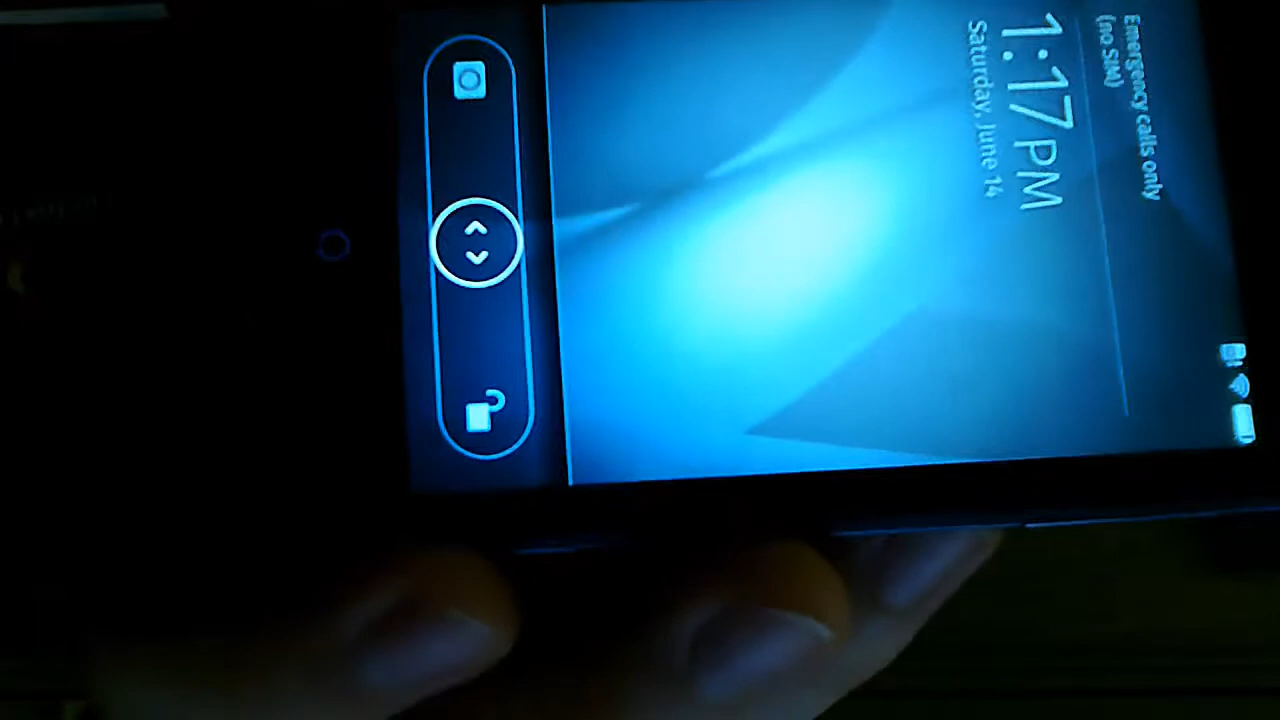 Emergency calls only
(no SIM)
1:17 PM
Saturday, June 14